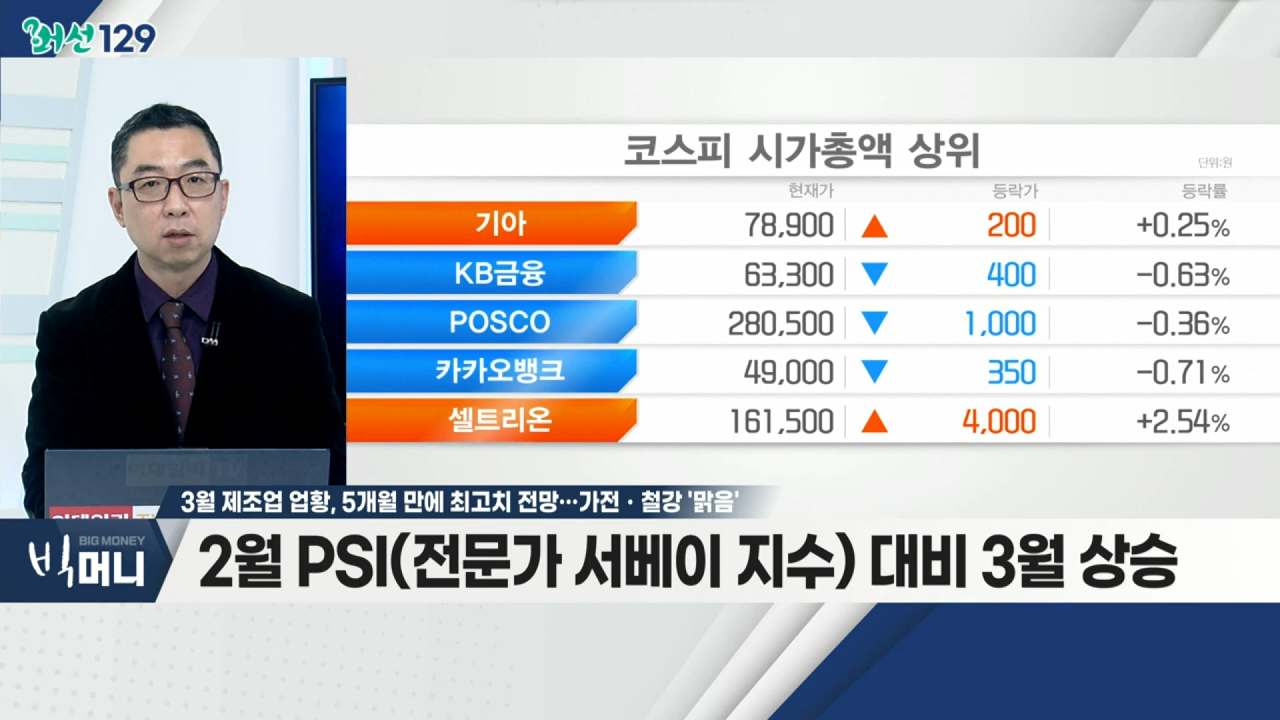 머선129
코스피 시가총액 상위
단위:원
현재가 등락가 등락률
기아 78,900 ▲ 200 +0.25%
KB금융 63,300 ▼ 400 -0.63%
POSCO 280,500 ▼ 1,000 -0.36%
카카오뱅크 49,000 ▼ 350 -0.71%
셀트리온 161,500 ▲ 4,000 +2.54%
3월 제조업 업황, 5개월 만에 최고치 전망…가전·철강 '맑음'
BIG MONEY
빅머니
2월 PSI(전문가 서베이 지수) 대비 3월 상승